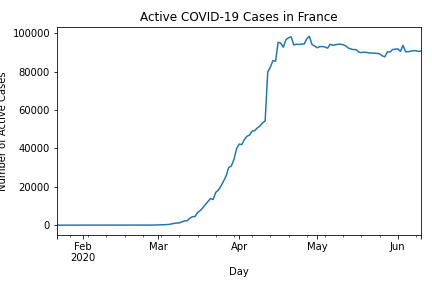 Active COVID-19 Cases in France
Number of Active Cases
100000
80000
60000
40000
20000
0
Feb
2020
Mar
Apr
May
Jun
Day